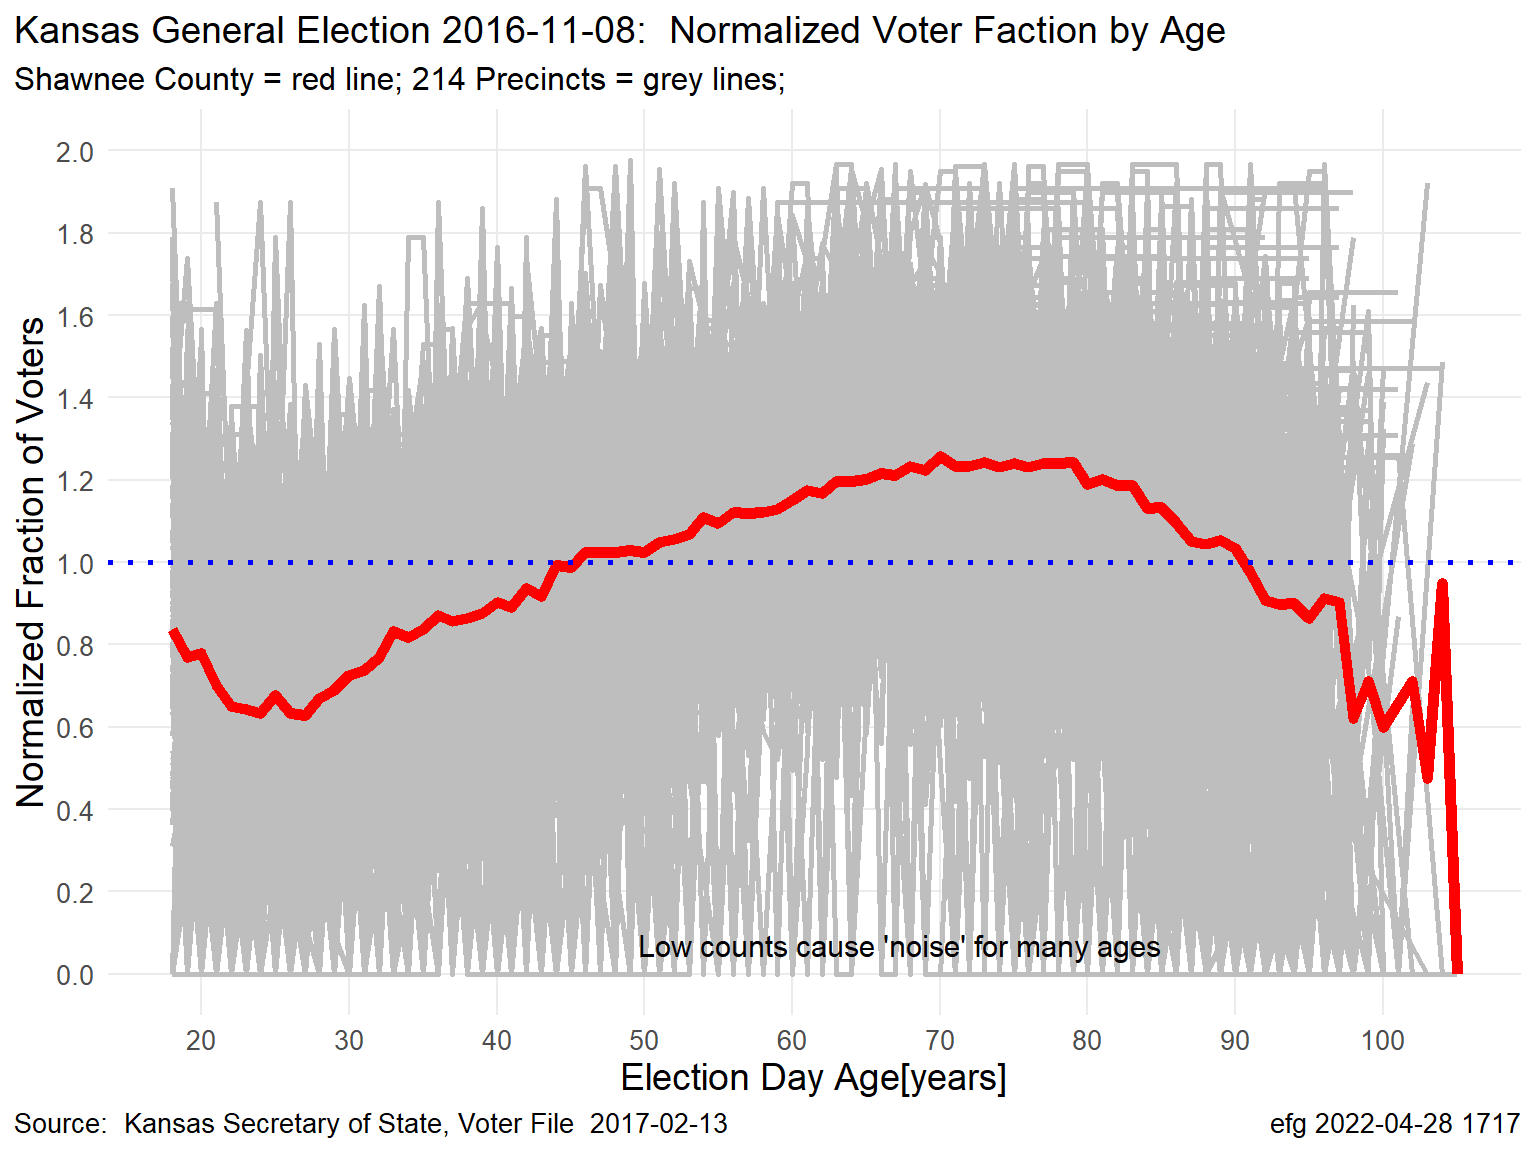 Kansas General Election 2016-11-08:  Normalized Voter Faction by Age
Shawnee County = red line; 214 Precincts = grey lines;
Normalized Fraction of Voters
2.0
1.8
1.6
1.4
1.2
1.0
0.8
0.6
0.4
0.2
0.0
Low counts cause 'noise' for many ages
20 30 40 50 60 70 80 90 100
Election Day Age[years]
Source:  Kansas Secretary of State, Voter File  2017-02-13
efg 2022-04-28 1717